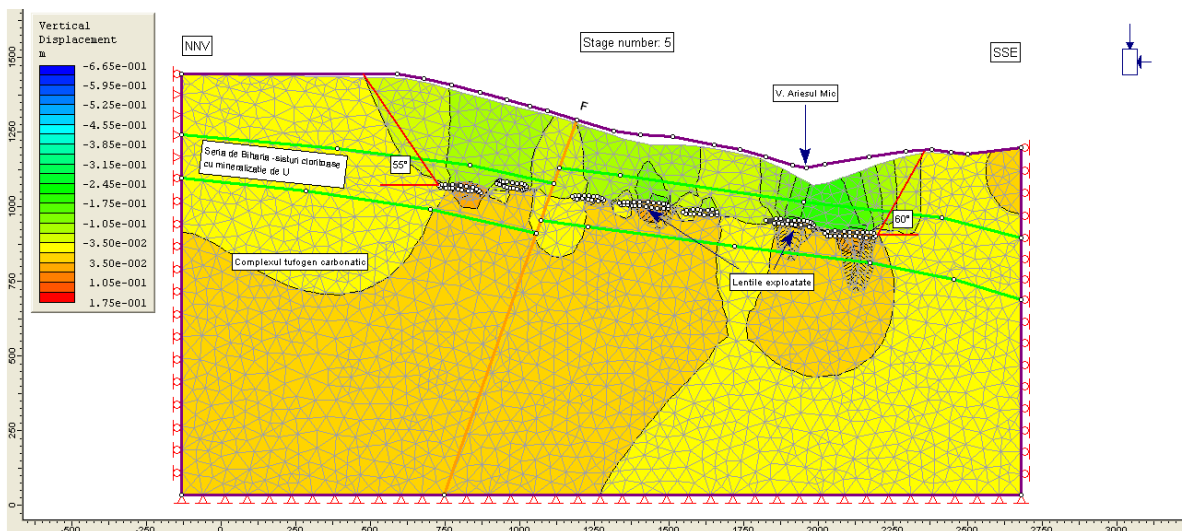 Vertical
Displacement
m
-6.65e-001
-5.95e-001
-5.25e-001
-4.55e-001
-3.85e-001
-3.15e-001
-2.45e-001
-1.75e-001
-1.05e-001
-3.50e-002
3.50e-002
1.05e-001
1.75e-001
NNV
Stage number: 5
SSE
V. Ariesul Mic
F
Seria de Biharia -sisturi cloritoase
cu mineralizatie de U
55°
60°
Complexul tufogen carbonatic
Lentile exploatate
1500
1250
1000
750
500
250
0
-500
-250
0
250
500
750
1000
1250
1500
1750
2000
2250
2500
2750
3000